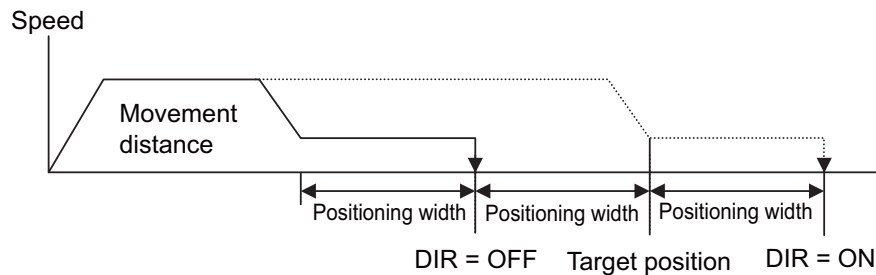 Speed
Movement
distance
Positioning width Positioning width Positioning width
DIR = OFF Target position DIR = ON